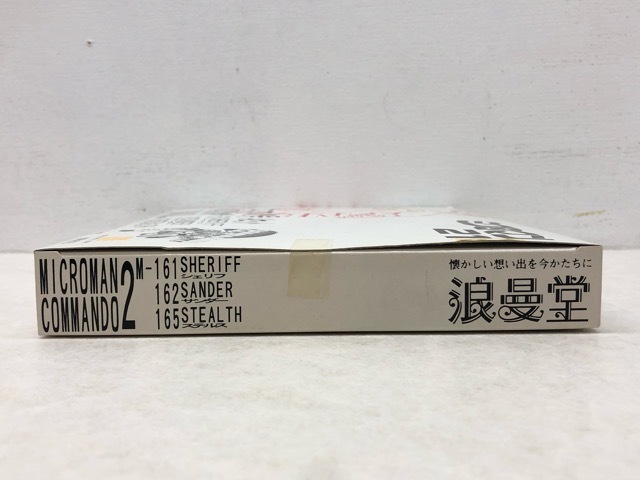 MICROMAN
COMMANDO 2
M-161 SHERIFF
シェリフ
162 SANDER
サンダー
165 STEALTH
ステルス
懐かしい想い出を今かたちに
浪曼堂